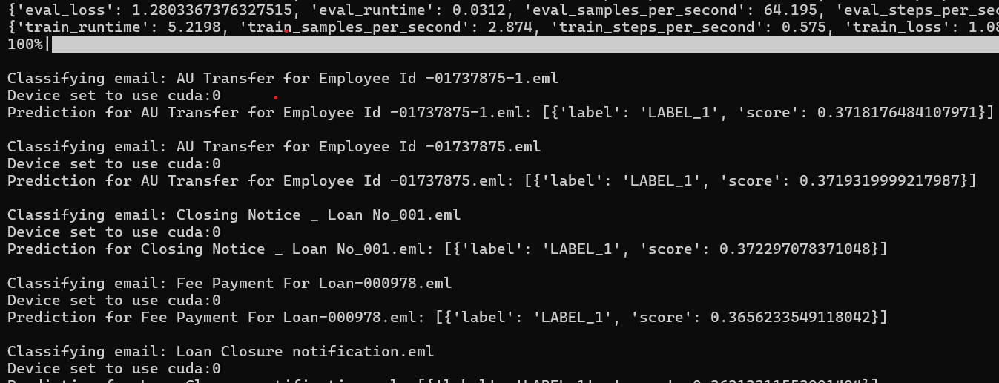 {'eval_loss': 1.2803367376327515, 'eval_runtime': 0.0312, 'eval_samples_per_second': 64.195, 'eval_steps_per_sec
{'train_runtime': 5.2198, 'train_samples_per_second': 2.874, 'train_steps_per_second': 0.575, 'train_loss': 1.08
100%|
Classifying email: AU Transfer for Employee Id -01737875-1.eml
Device set to use cuda:0
Prediction for AU Transfer for Employee Id -01737875-1.eml: [{'label': 'LABEL_1', 'score': 0.3718176484107971}]
Classifying email: AU Transfer for Employee Id -01737875.eml
Device set to use cuda:0
Prediction for AU Transfer for Employee Id -01737875.eml: [{'label': 'LABEL_1', 'score': 0.3719319999217987}]
Classifying email: Closing Notice _ Loan No_001.eml
Device set to use cuda:0
Prediction for Closing Notice _ Loan No_001.eml: [{'label': 'LABEL_1', 'score': 0.372297078371048}]
Classifying email: Fee Payment For Loan-000978.eml
Device set to use cuda:0
Prediction for Fee Payment For Loan-000978.eml: [{'label': 'LABEL_1', 'score': 0.3656233549118042}]
Classifying email: Loan Closure notification.eml
Device set to use cuda:0